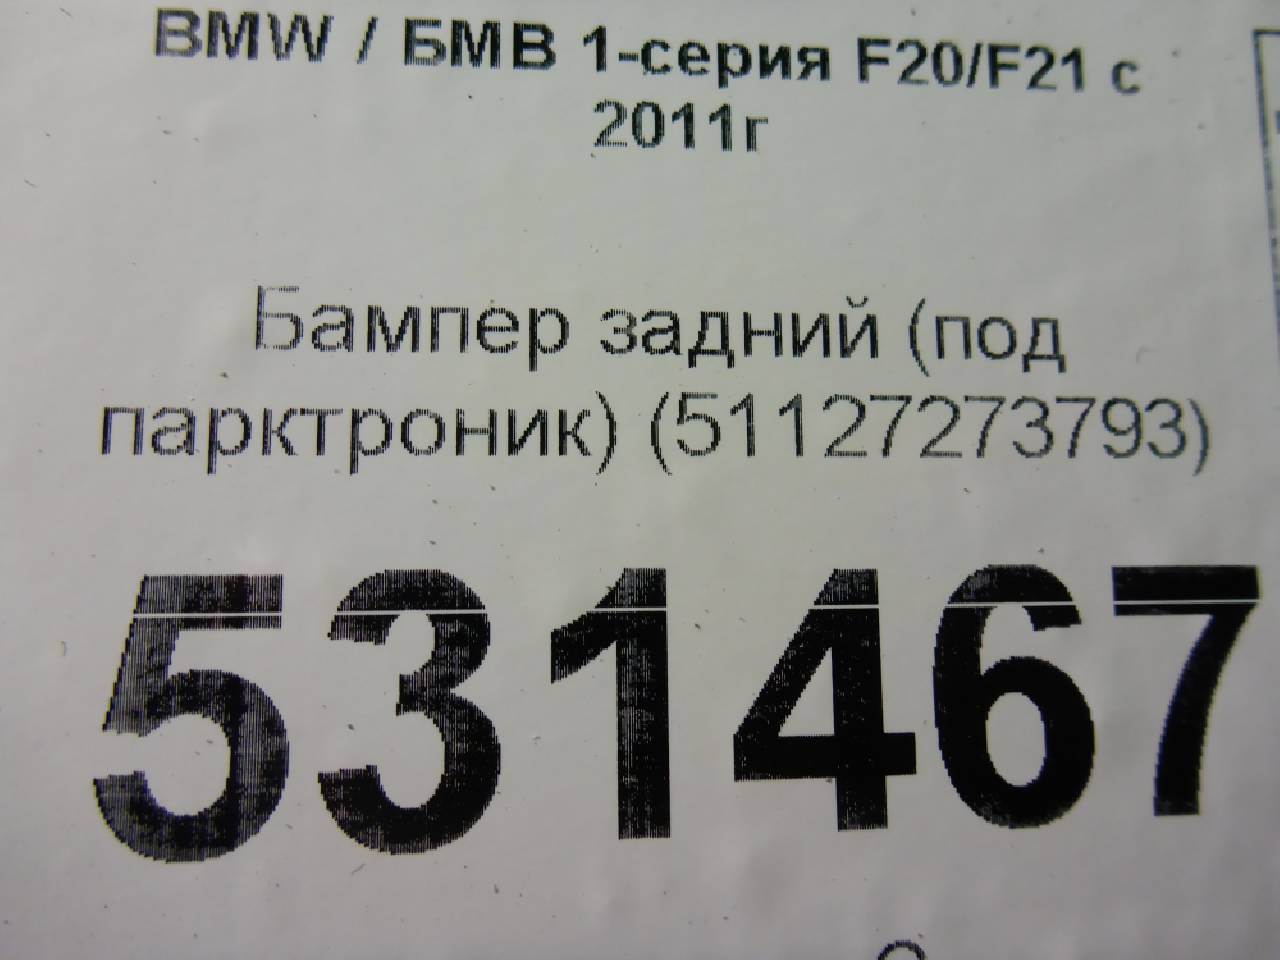 BMW / БМВ 1-серия F20/F21 с
2011г
Бампер задний (под
парктроник) (51127273793)
531467